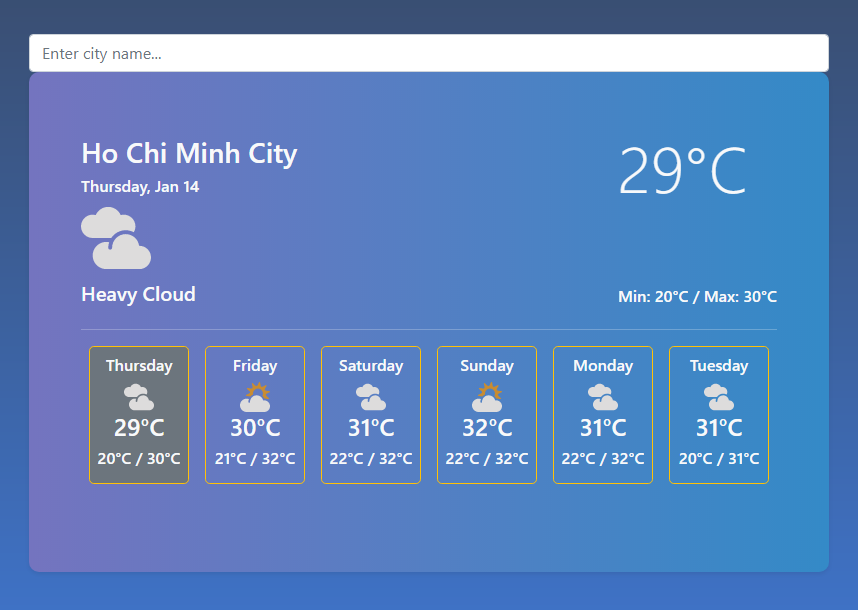 Enter city name...
Ho Chi Minh City
29°C
Thursday, Jan 14
Heavy Cloud
Min: 20°C / Max: 30°C
Thursday
29°C
20°C / 30°C
Friday
30°C
21°C / 32°C
Saturday
31°C
22°C / 32°C
Sunday
32°C
22°C / 32°C
Monday
31°C
22°C / 32°C
Tuesday
31°C
20°C / 31°C